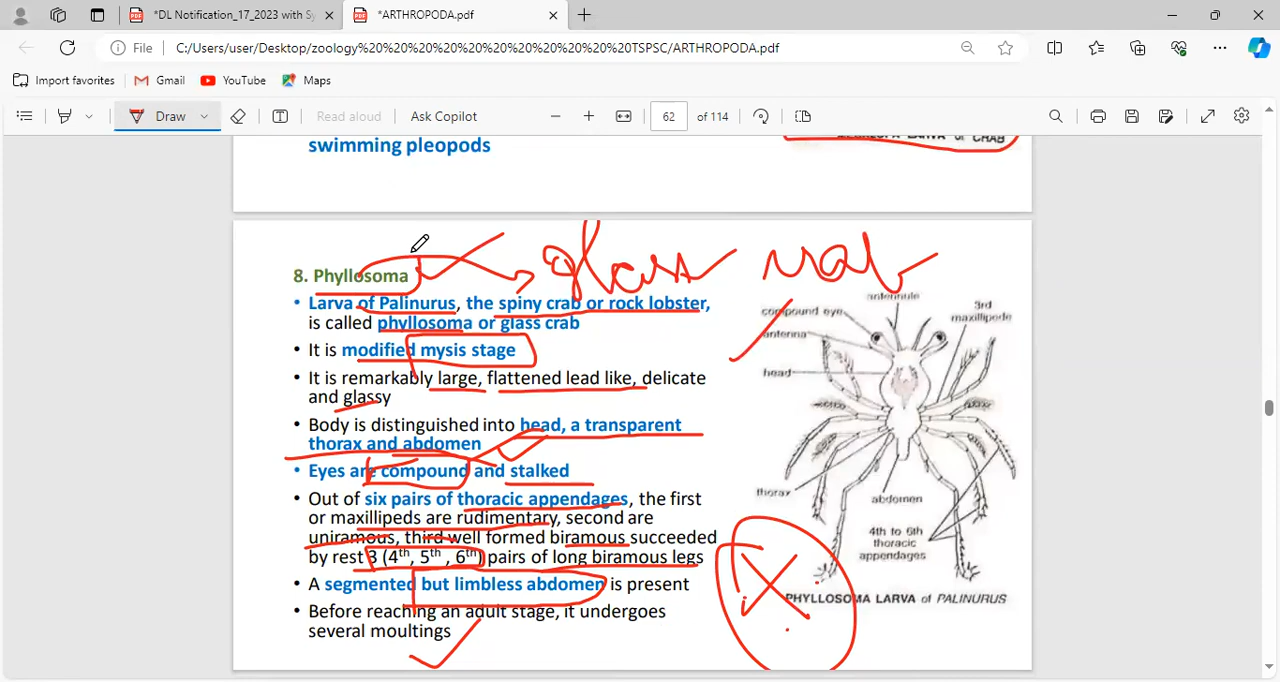 *DL Notification_17_2023 with Sy
*ARTHROPODA.pdf
File
C:/Users/user/Desktop/zoology%20%20%20%20%20%20%20%20%20%20%20TSPSC/ARTHROPODA.pdf
Import favorites
Gmail
YouTube
Maps
Draw
Read aloud
Ask Copilot
62
of 114
swimming pleopods
MEGALOPA LARVA of CRAB
8. Phyllosoma
glass
• Larva of Palinurus, the spiny crab or rock lobster,
is called phyllosoma or glass crab
• It is modified mysis stage
• It is remarkably large, flattened lead like, delicate
and glassy
• Body is distinguished into head, a transparent
thorax and abdomen
• Eyes are compound and stalked
• Out of six pairs of thoracic appendages, the first
or maxillipeds are rudimentary, second are
uniramous, third well formed biramous succeeded
by rest 3 (4th, 5th, 6th) pairs of long biramous legs
• A segmented but limbless abdomen is present
• Before reaching an adult stage, it undergoes
several moultings
antennule
compound eye
3rd
maxillipede
antenna
head
thorax
abdomen
4th to 6th
thoracic
appendages
PHYLLOSOMA LARVA of PALINURUS